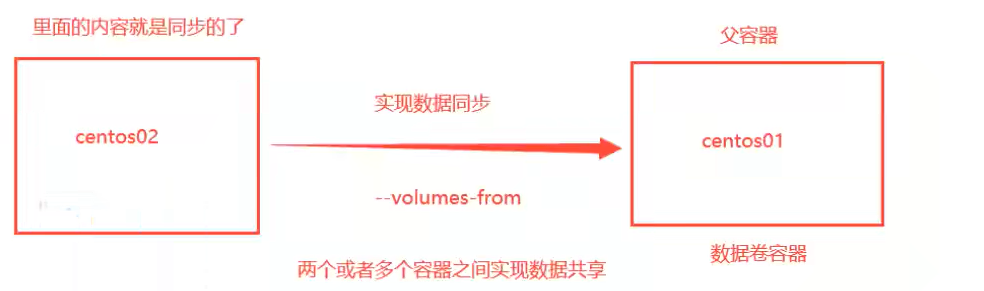 里面的内容就是同步的了
父容器
实现数据同步
centos02
centos01
--volumes-from
数据卷容器
两个或者多个容器之间实现数据共享